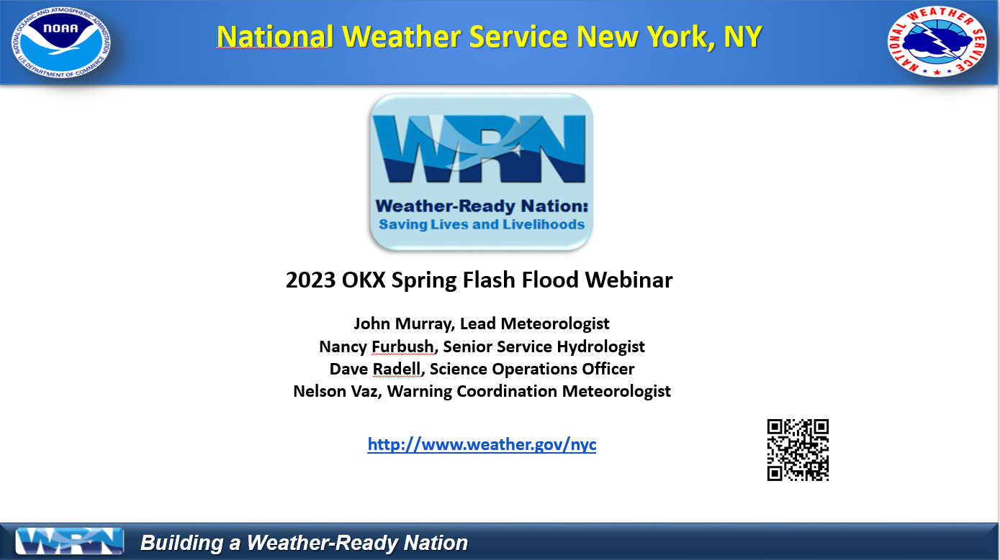 NATIONAL OCEANIC AND ATMOSPHERIC ADMINISTRATION
NOAA
U.S. DEPARTMENT OF COMMERCE
National Weather Service New York, NY
NATIONAL WEATHER SERVICE
WRN
Weather-Ready Nation:
Saving Lives and Livelihoods
2023 OKX Spring Flash Flood Webinar
John Murray, Lead Meteorologist
Nancy Furbush, Senior Service Hydrologist
Dave Radell, Science Operations Officer
Nelson Vaz, Warning Coordination Meteorologist
http://www.weather.gov/nyc
WRN
Building a Weather-Ready Nation